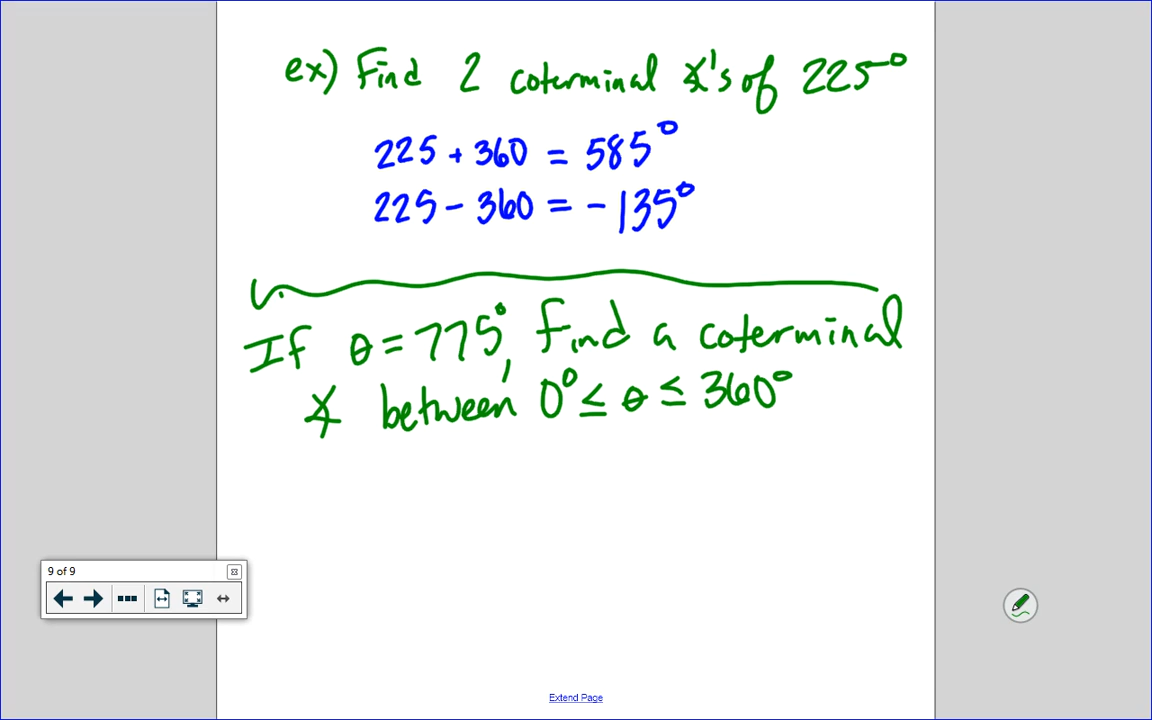 ex) Find 2 coterminal ∡'s of 225°
225 + 360 = 585°
225 - 360 = -135°
If θ = 775°, find a coterminal
∡ between 0° ≤ θ ≤ 360°
9 of 9
Extend Page